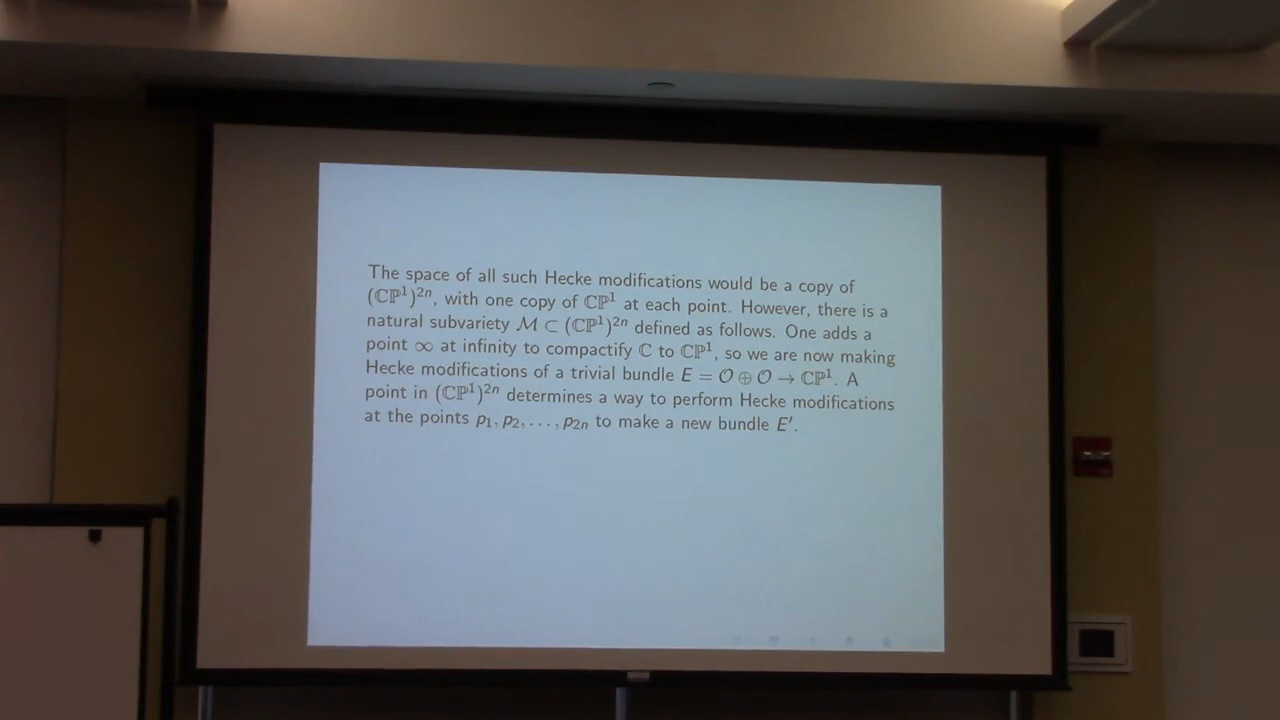 The space of all such Hecke modifications would be a copy of
(ℂℙ¹)²ⁿ, with one copy of ℂℙ¹ at each point. However, there is a
natural subvariety ℳ ⊂ (ℂℙ¹)²ⁿ defined as follows. One adds a
point ∞ at infinity to compactify ℂ to ℂℙ¹, so we are now making
Hecke modifications of a trivial bundle E = 𝒪 ⊕ 𝒪 → ℂℙ¹. A
point in (ℂℙ¹)²ⁿ determines a way to perform Hecke modifications
at the points p₁, p₂, . . . , p₂ₙ to make a new bundle E′.